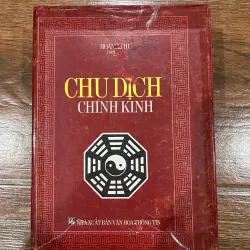 CHU DỊCH
CHÍNH KINH
NHÀ XUẤT BẢN VĂN HÓA THÔNG TIN